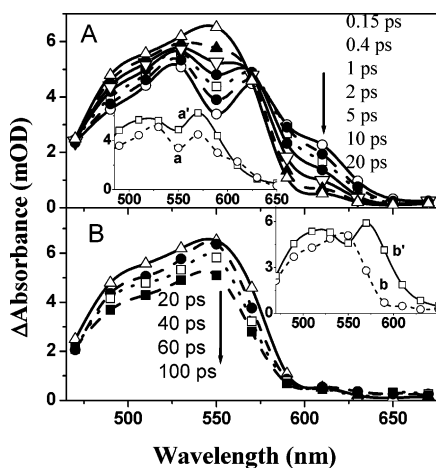 A
0.15 ps
0.4 ps
1 ps
2 ps
5 ps
10 ps
20 ps
6
4
2
0
a'
a
500
550
600
650
B
20 ps
40 ps
60 ps
100 ps
6
4
2
0
b'
b
6
3
0
500
550
600
500
550
600
650
ΔAbsorbance (mOD)
Wavelength (nm)